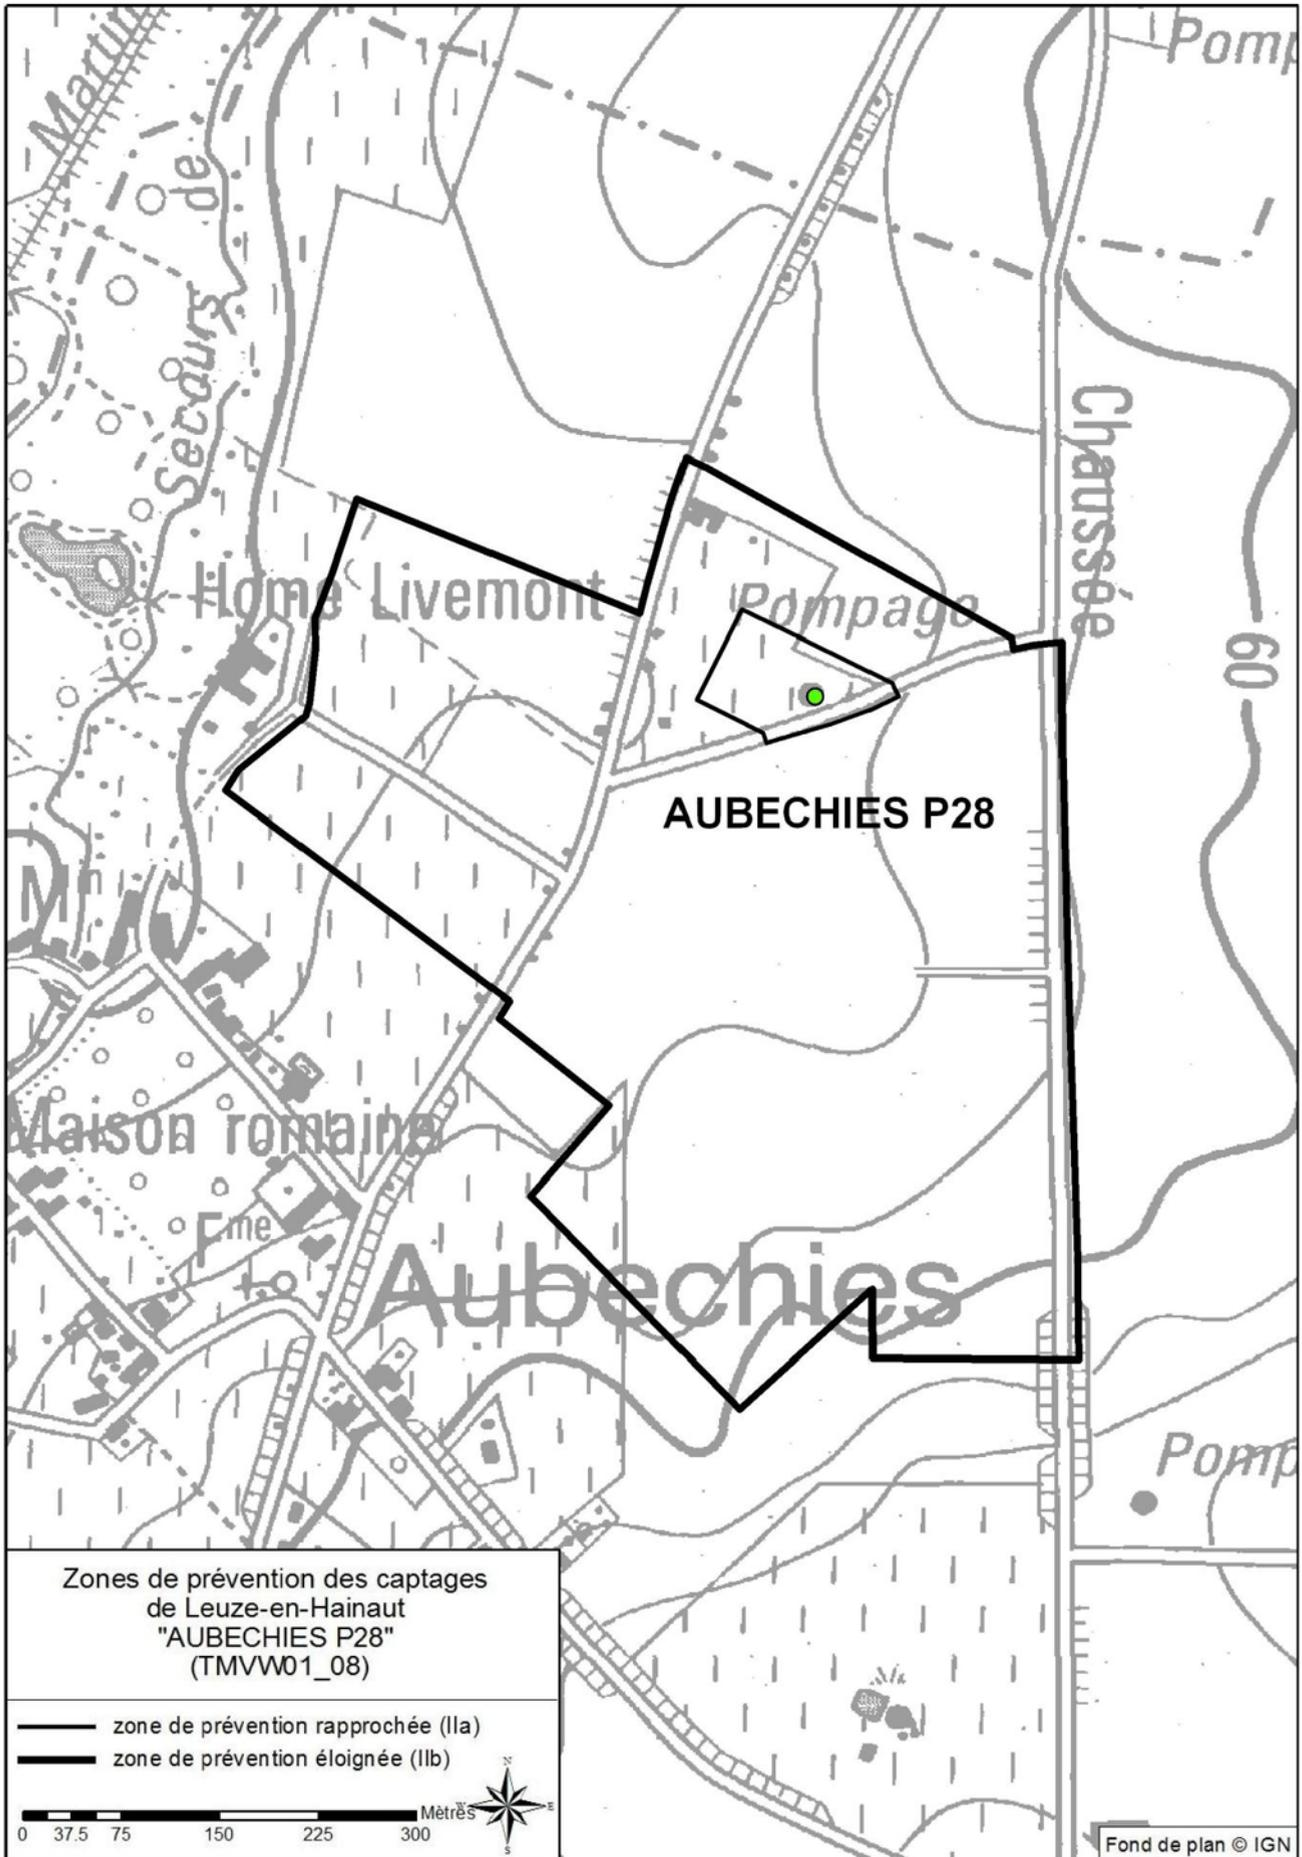 Pomp
Martin
de
Secours
Chaussée
Home Livemont
Pompage
60
AUBECHIES P28
Mⁱⁿ
Maison romaine
Fᵐᵉ
Aubechies
Pomp
Zones de prévention des captages
de Leuze-en-Hainaut
"AUBECHIES P28"
(TMVW01_08)
zone de prévention rapprochée (IIa)
zone de prévention éloignée (IIb)
N
W E
S
Mètres
0 37.5 75 150 225 300
Fond de plan © IGN